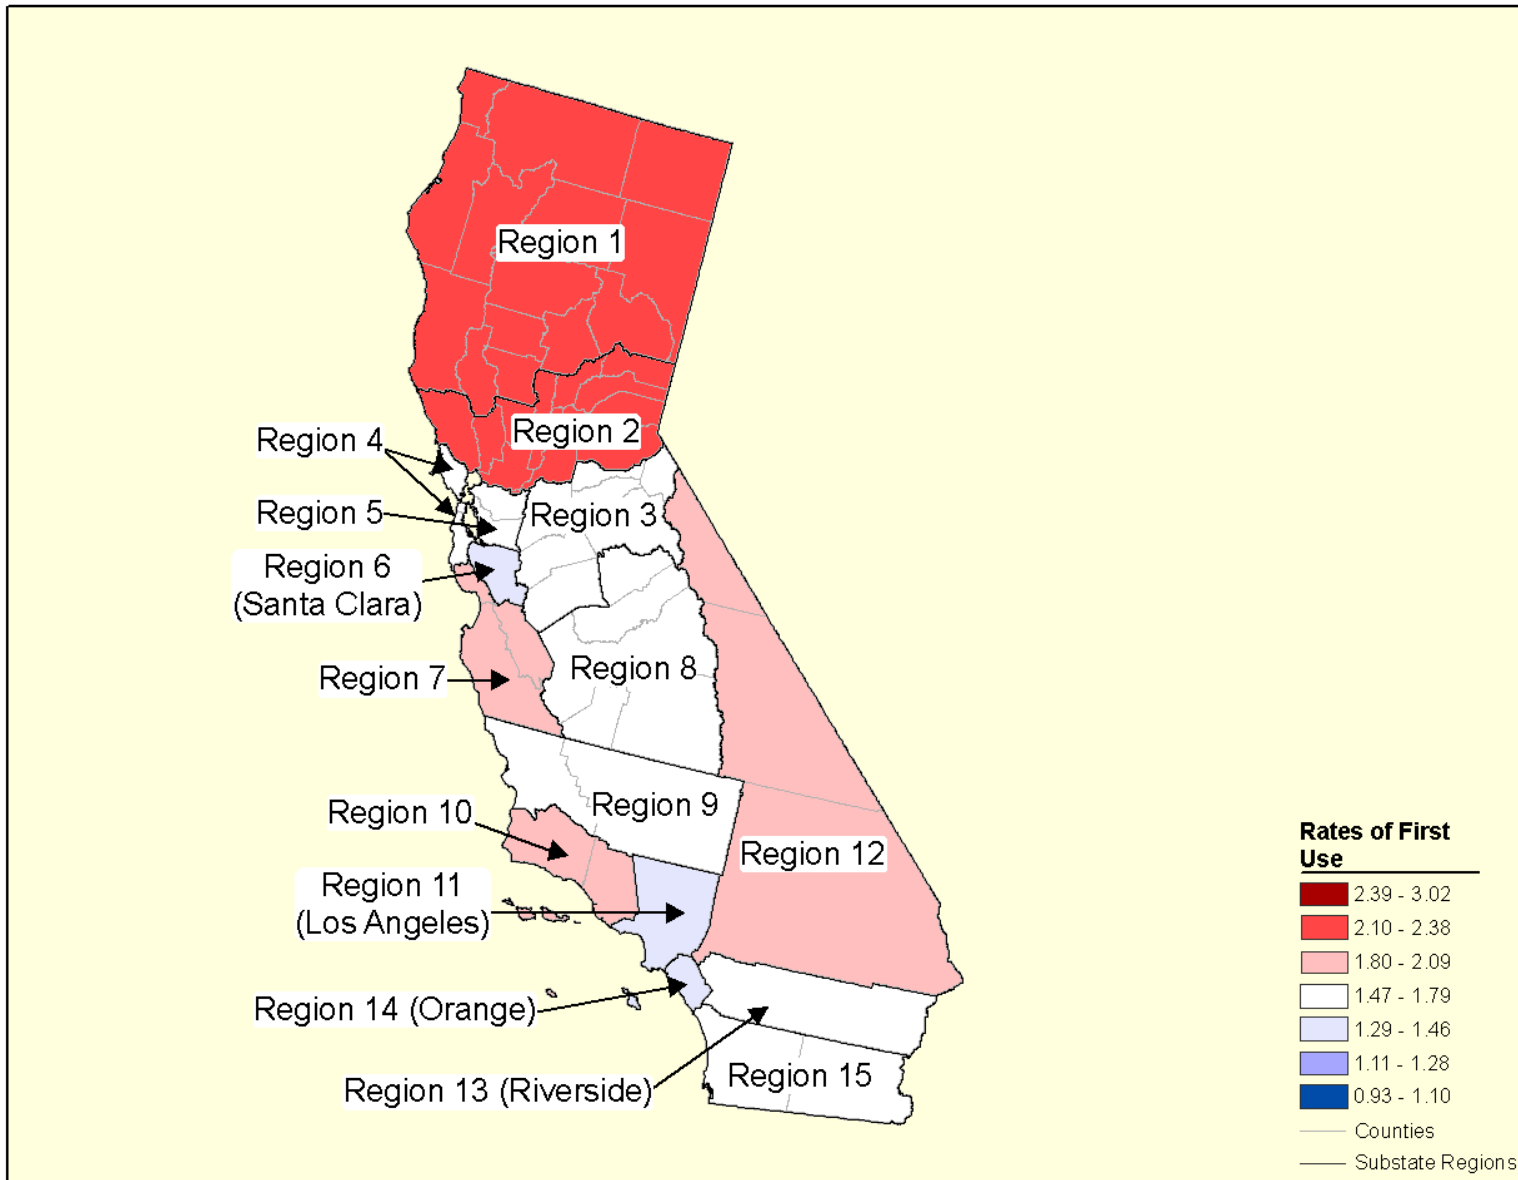 Region 1
Region 2
Region 4
Region 5
Region 3
Region 6
(Santa Clara)
Region 8
Region 7
Region 9
Region 10
Region 12
Region 11
(Los Angeles)
Region 14 (Orange)
Region 15
Region 13 (Riverside)
Rates of First
Use
2.39 - 3.02
2.10 - 2.38
1.80 - 2.09
1.47 - 1.79
1.29 - 1.46
1.11 - 1.28
0.93 - 1.10
Counties
Substate Regions